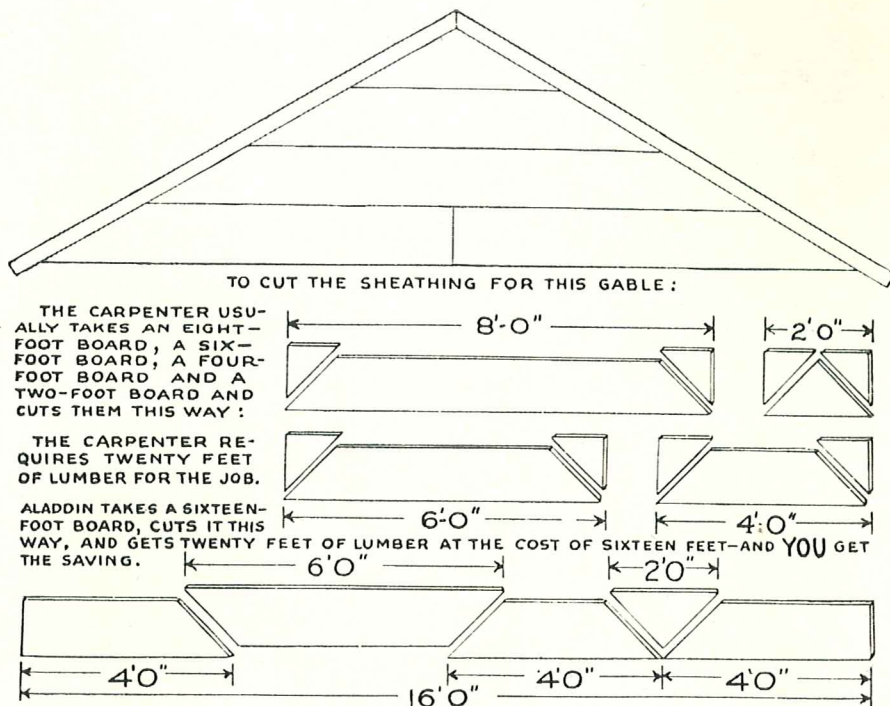 TO CUT THE SHEATHING FOR THIS GABLE:
THE CARPENTER USU-
ALLY TAKES AN EIGHT-
FOOT BOARD, A SIX-
FOOT BOARD, A FOUR-
FOOT BOARD AND A
TWO-FOOT BOARD AND
CUTS THEM THIS WAY:
8'-0"
2'0"
THE CARPENTER RE-
QUIRES TWENTY FEET
OF LUMBER FOR THE JOB.
6'-0"
4'-0"
ALADDIN TAKES A SIXTEEN-
FOOT BOARD, CUTS IT THIS
WAY, AND GETS TWENTY FEET OF LUMBER AT THE COST OF SIXTEEN FEET-AND YOU GET
THE SAVING.
6'0"
2'0"
4'0"
4'0"
4'0"
16'0"